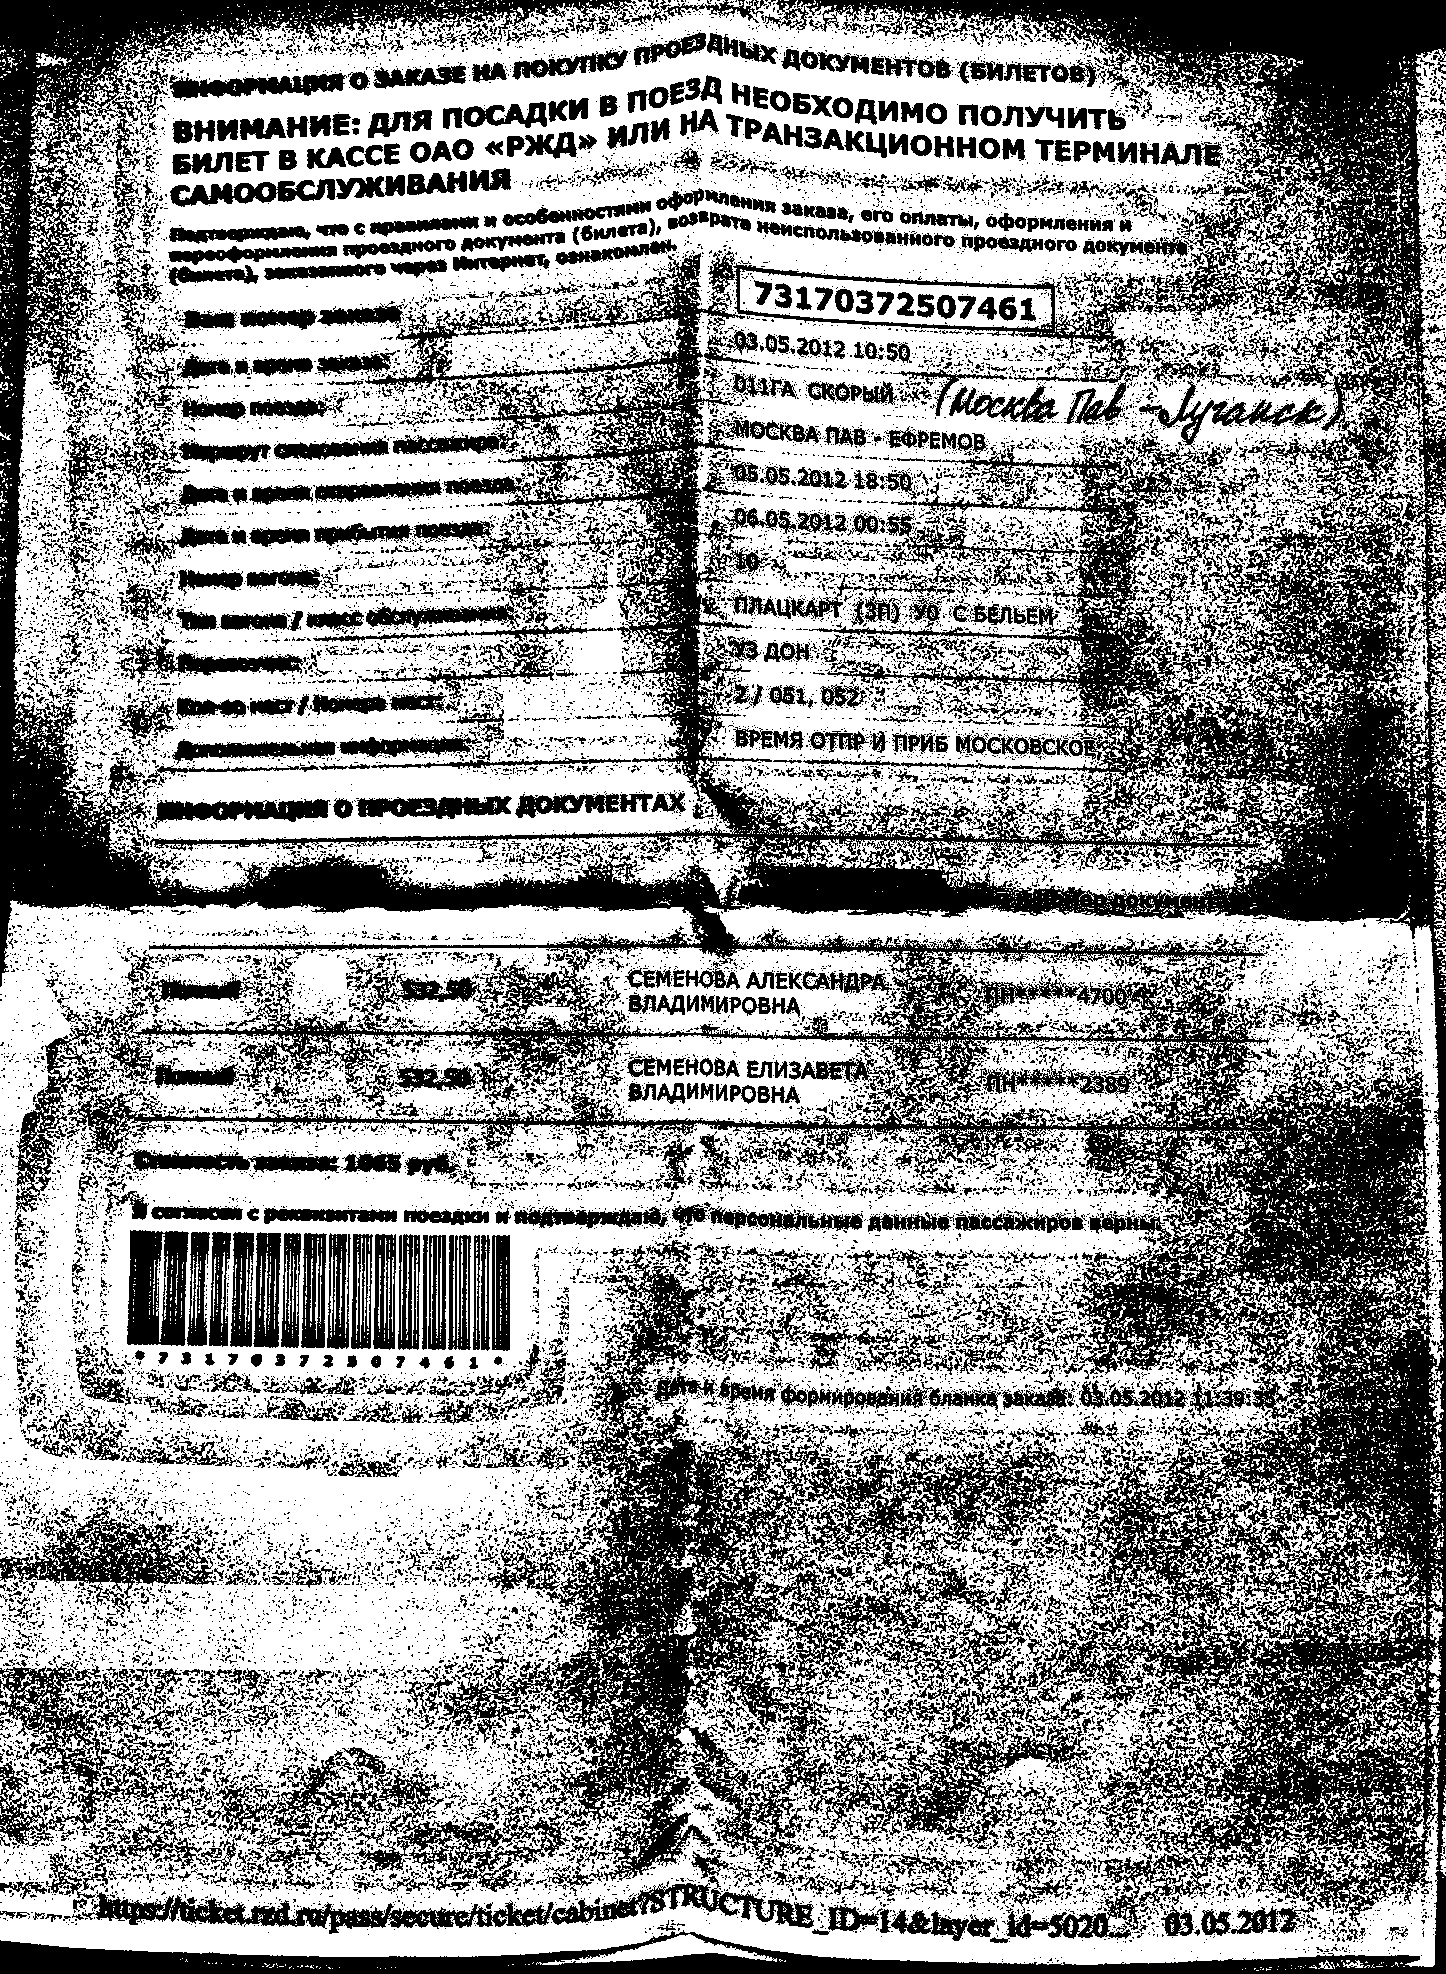 ИНФОРМАЦИЯ О ЗАКАЗЕ НА ПОКУПКУ ПРОЕЗДНЫХ ДОКУМЕНТОВ (БИЛЕТОВ)
ВНИМАНИЕ: ДЛЯ ПОСАДКИ В ПОЕЗД НЕОБХОДИМО ПОЛУЧИТЬ
БИЛЕТ В КАССЕ ОАО «РЖД» ИЛИ НА ТРАНЗАКЦИОННОМ ТЕРМИНАЛЕ
САМООБСЛУЖИВАНИЯ
Подтверждаю, что с правилами и особенностями оформления заказа, его оплаты, оформления и
переоформления проездного документа (билета), возврата неиспользованного проездного документа
(билета), заказанного через Интернет, ознакомлен.
Ваш номер заказа 73170372507461
Дата и время заказа: 03.05.2012 10:50
Номер поезда: 011ГА СКОРЫЙ (Москва Пав - Луганск)
Маршрут следования пассажира: МОСКВА ПАВ - ЕФРЕМОВ
Дата и время отправления поезда: 05.05.2012 18:50
Дата и время прибытия поезда: 06.05.2012 00:55
Номер вагона: 10
Тип вагона / класс обслуживания: ПЛАЦКАРТ (3П) У0 С БЕЛЬЕМ
Перевозчик: УЗ ДОН
Кол-во мест / Номера мест: 2 / 051, 052
Дополнительная информация: ВРЕМЯ ОТПР И ПРИБ МОСКОВСКОЕ
ИНФОРМАЦИЯ О ПРОЕЗДНЫХ ДОКУМЕНТАХ
документа
Полный 532,50 СЕМЕНОВА АЛЕКСАНДРА ПН*****4700
ВЛАДИМИРОВНА
Полный 532,50 СЕМЕНОВА ЕЛИЗАВЕТА ПН*****2389
ВЛАДИМИРОВНА
Стоимость заказа: 1065 руб.
Я согласен с реквизитами поездки и подтверждаю, что персональные данные пассажиров верны.
* 7 3 1 7 0 3 7 2 5 0 7 4 6 1 *
Дата и время формирования бланка заказа: 03.05.2012 11:39:35
https://ticket.rzd.ru/pass/secure/ticket/cabinet?STRUCTURE_ID=14&layer_id=5020... 03.05.2012